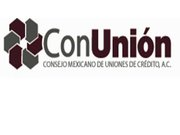 ConUnión
CONSEJO MEXICANO DE UNIONES DE CRÉDITO, A.C.